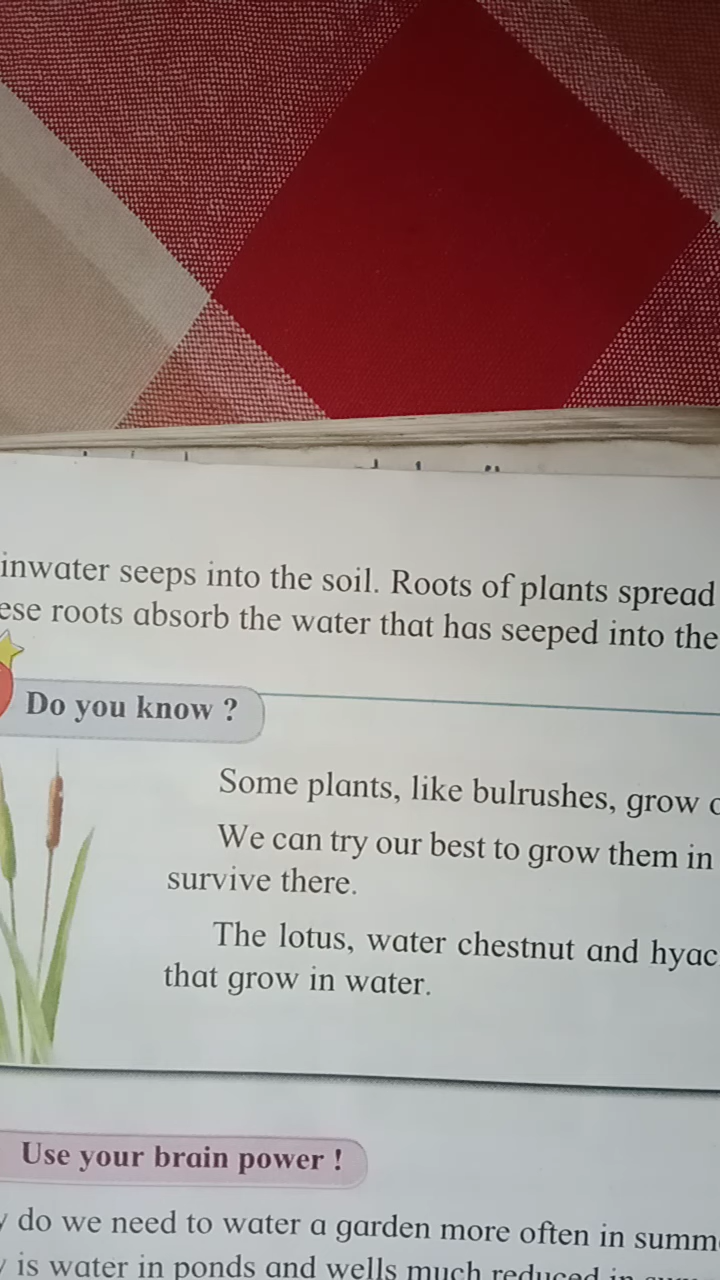 inwater seeps into the soil. Roots of plants spread
ese roots absorb the water that has seeped into the
Do you know ?
Some plants, like bulrushes, grow
We can try our best to grow them in
survive there.
The lotus, water chestnut and hyac
that grow in water.
Use your brain power !
do we need to water a garden more often in summ
is water in ponds and wells much reduced in